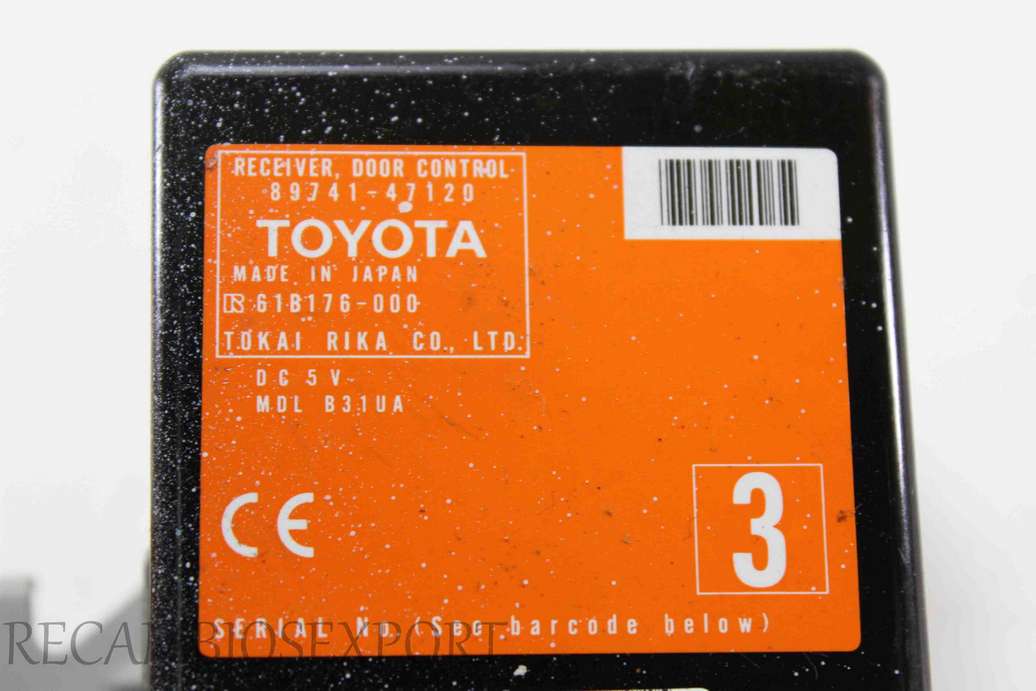 RECEIVER, DOOR CONTROL
89741-47120
TOYOTA
MADE IN JAPAN
R 61B176-000
TOKAI RIKA CO., LTD.
DC 5V
MDL B31UA
CE
3
SERIAL No. (See barcode below)
RECAMBIOSEXPORT